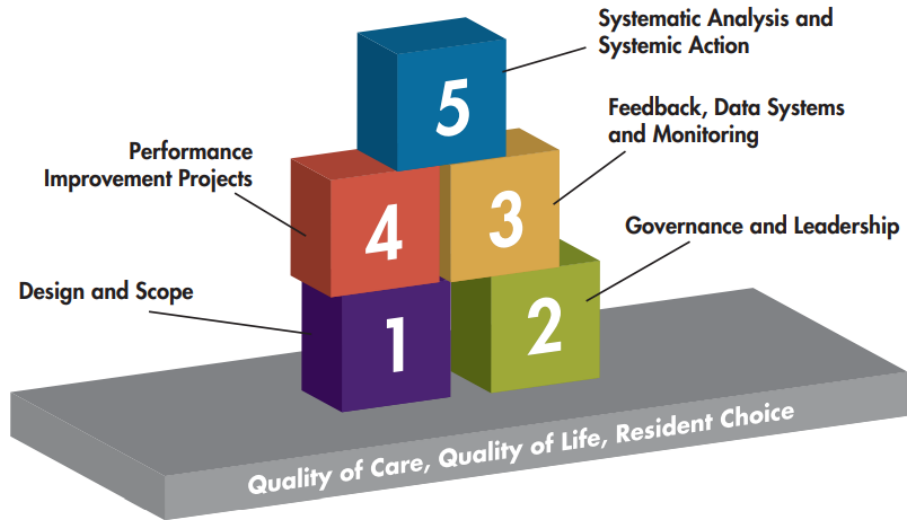 Systematic Analysis and
Systemic Action
5
Feedback, Data Systems
and Monitoring
Performance
Improvement Projects
4
3
Governance and Leadership
Design and Scope
1
2
Quality of Care, Quality of Life, Resident Choice